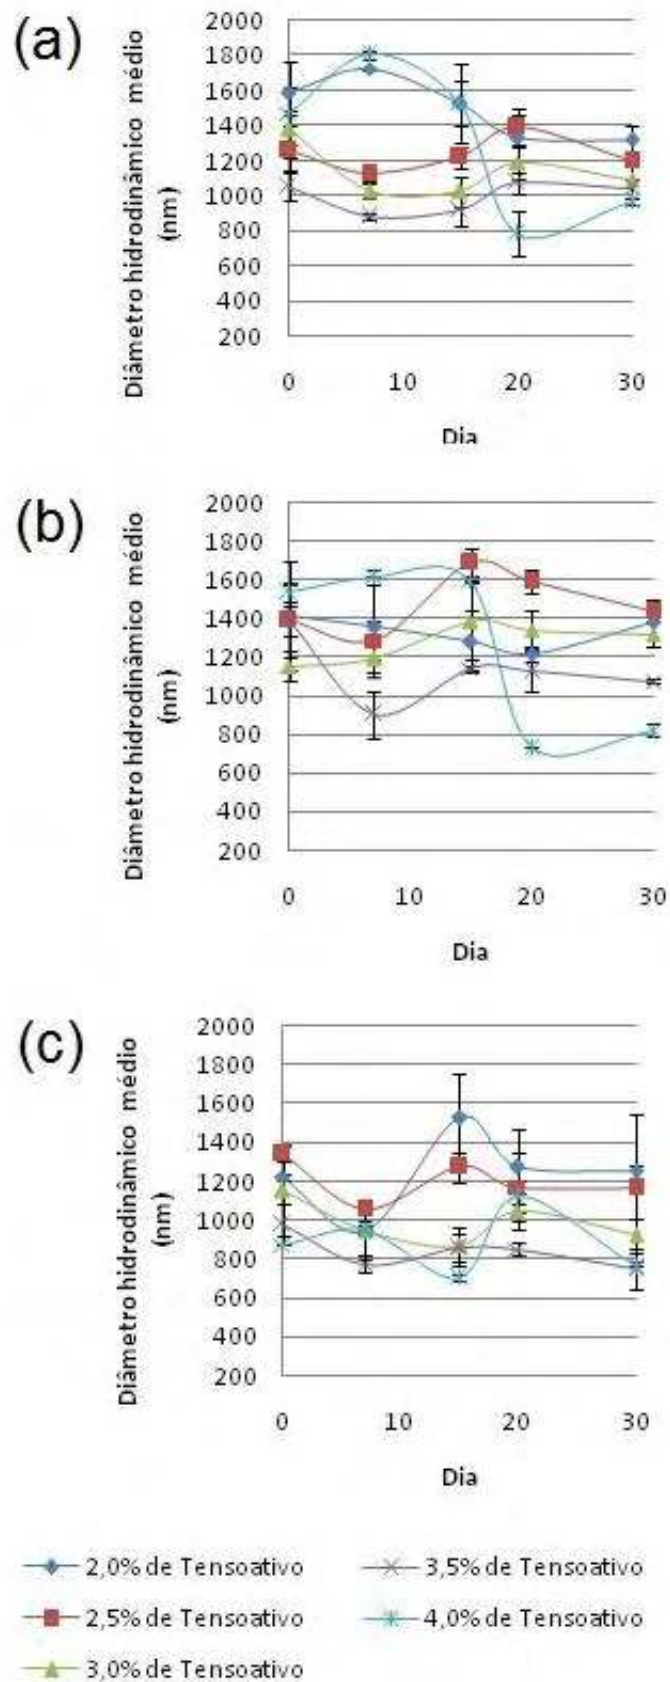 (a)
Diâmetro hidrodinâmico médio
(nm)
2000
1800
1600
1400
1200
1000
800
600
400
200
0 10 20 30
Dia
(b)
Diâmetro hidrodinâmico médio
(nm)
2000
1800
1600
1400
1200
1000
800
600
400
200
0 10 20 30
Dia
(c)
Diâmetro hidrodinâmico médio
(nm)
2000
1800
1600
1400
1200
1000
800
600
400
200
0 10 20 30
Dia
2,0% de Tensoativo 3,5% de Tensoativo
2,5% de Tensoativo 4,0% de Tensoativo
3,0% de Tensoativo